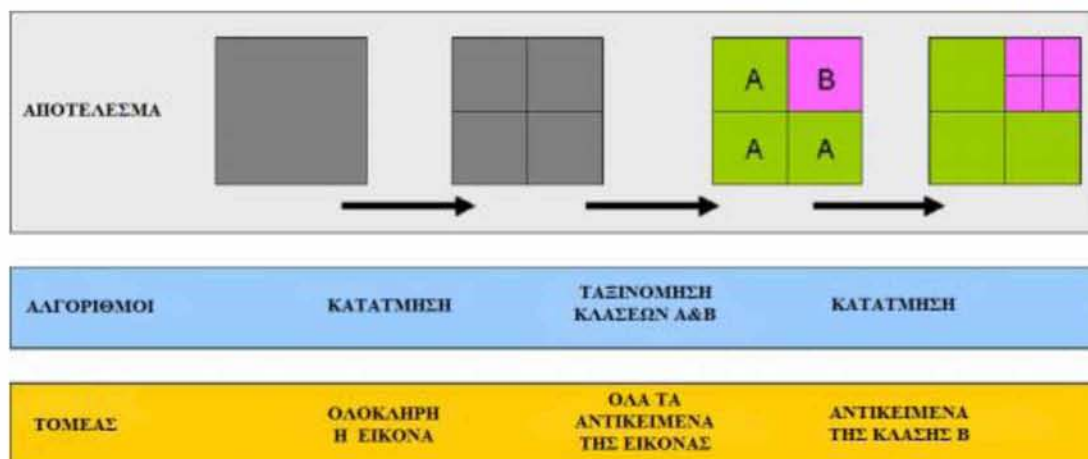 ΑΠΟΤΕΛΕΣΜΑ
A B
A A
ΑΛΓΟΡΙΘΜΟΙ
ΚΑΤΑΤΜΗΣΗ
ΤΑΞΙΝΟΜΗΣΗ
ΚΛΑΣΕΩΝ Α&Β
ΚΑΤΑΤΜΗΣΗ
ΤΟΜΕΑΣ
ΟΛΟΚΛΗΡΗ
Η ΕΙΚΟΝΑ
ΟΛΑ ΤΑ
ΑΝΤΙΚΕΙΜΕΝΑ
ΤΗΣ ΕΙΚΟΝΑΣ
ΑΝΤΙΚΕΙΜΕΝΑ
ΤΗΣ ΚΛΑΣΗΣ Β